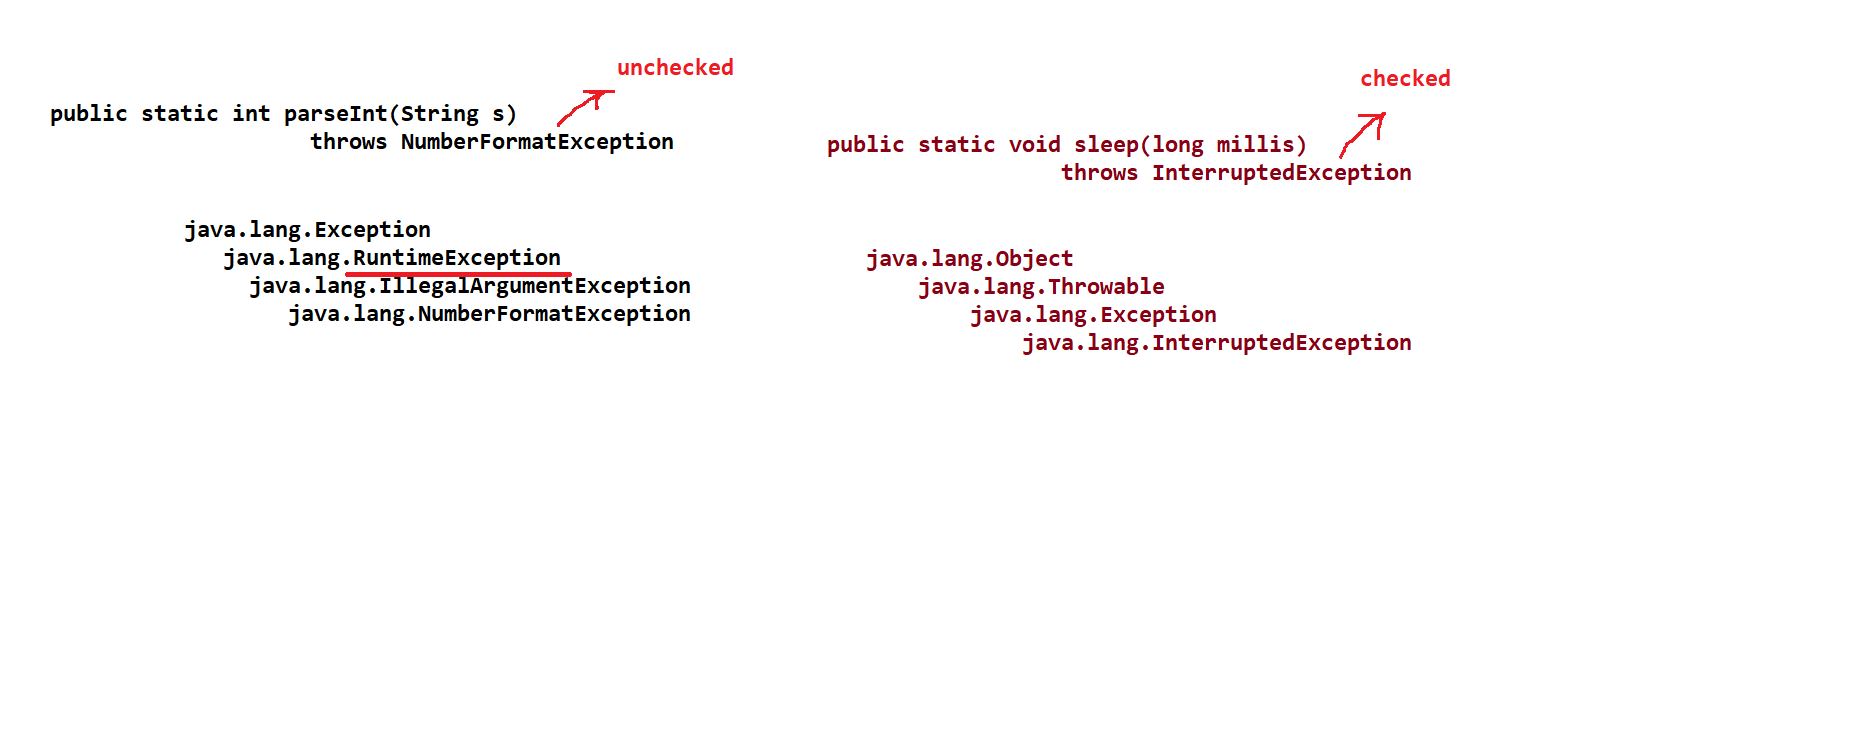 unchecked
public static int parseInt(String s)
throws NumberFormatException
java.lang.Exception
java.lang.RuntimeException
java.lang.IllegalArgumentException
java.lang.NumberFormatException
checked
public static void sleep(long millis)
throws InterruptedException
java.lang.Object
java.lang.Throwable
java.lang.Exception
java.lang.InterruptedException